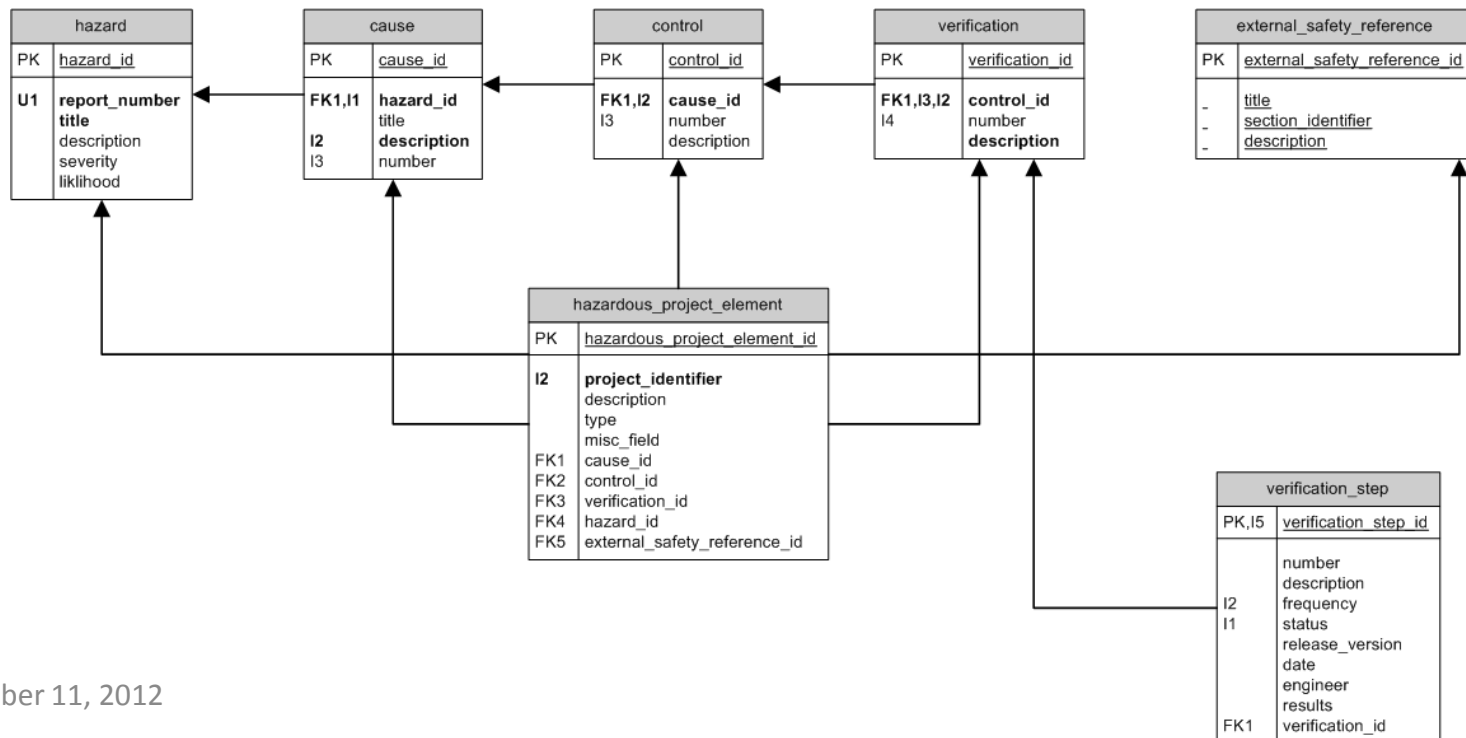 hazard
PK hazard_id
U1 report_number
title
description
severity
liklihood
cause
PK cause_id
FK1,I1 hazard_id
title
I2 description
I3 number
control
PK control_id
FK1,I2 cause_id
I3 number
description
verification
PK verification_id
FK1,I3,I2 control_id
I4 number
description
external_safety_reference
PK external_safety_reference_id
_ title
_ section_identifier
_ description
hazardous_project_element
PK hazardous_project_element_id
I2 project_identifier
description
type
misc_field
FK1 cause_id
FK2 control_id
FK3 verification_id
FK4 hazard_id
FK5 external_safety_reference_id
verification_step
PK,I5 verification_step_id
number
description
I2 frequency
I1 status
release_version
date
engineer
results
FK1 verification_id
ber 11, 2012